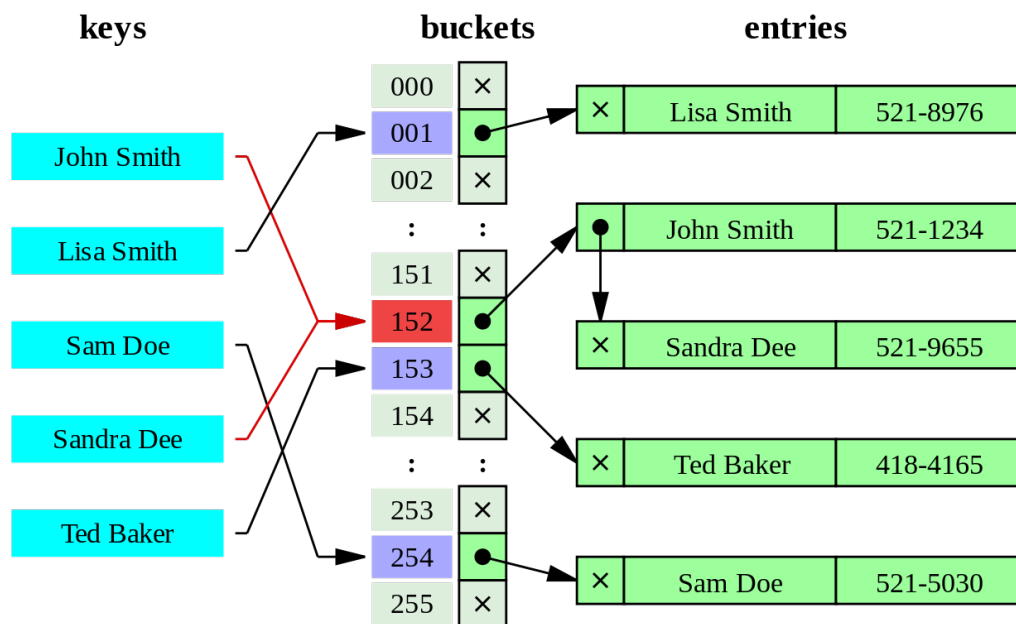 keys
buckets
entries
John Smith
Lisa Smith
Sam Doe
Sandra Dee
Ted Baker
000 ×
001
002 ×
: :
151 ×
152
153
154 ×
: :
253 ×
254
255 ×
× Lisa Smith 521-8976
John Smith 521-1234
× Sandra Dee 521-9655
× Ted Baker 418-4165
× Sam Doe 521-5030